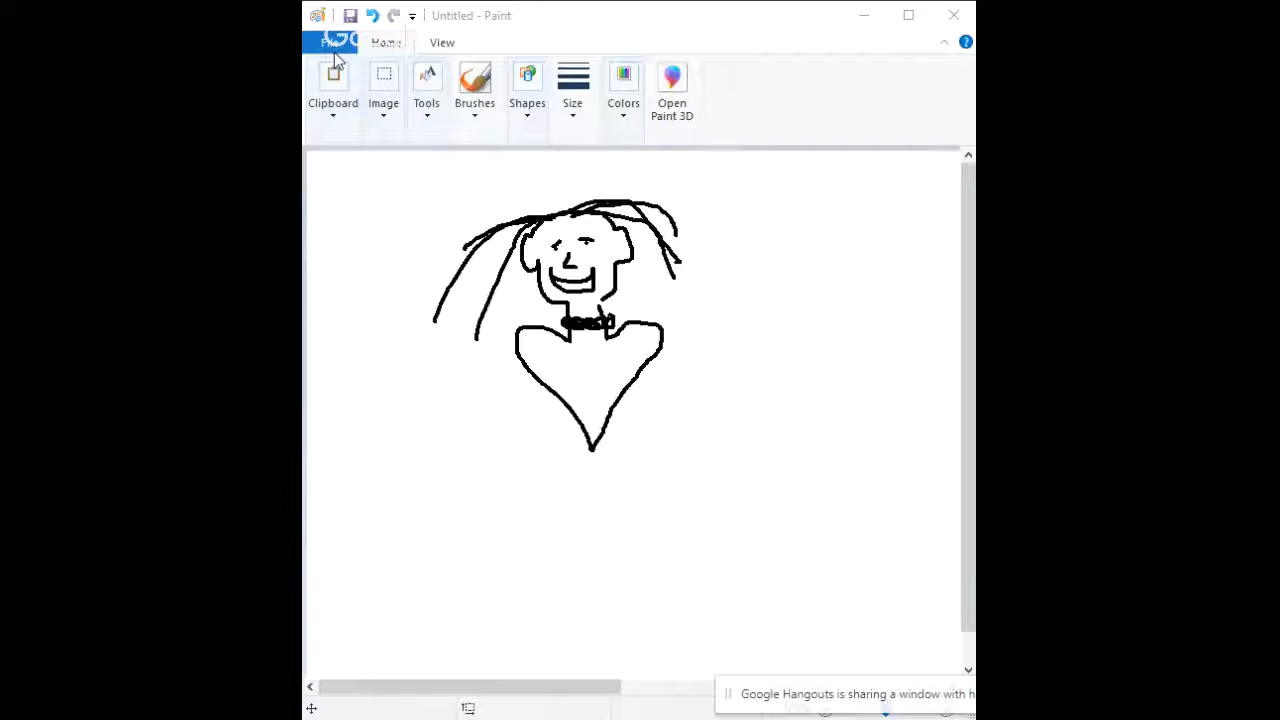 Untitled - Paint
File Home View
Clipboard Image Tools Brushes Shapes Size Colors Open Paint 3D
Google Hangouts is sharing a window with h